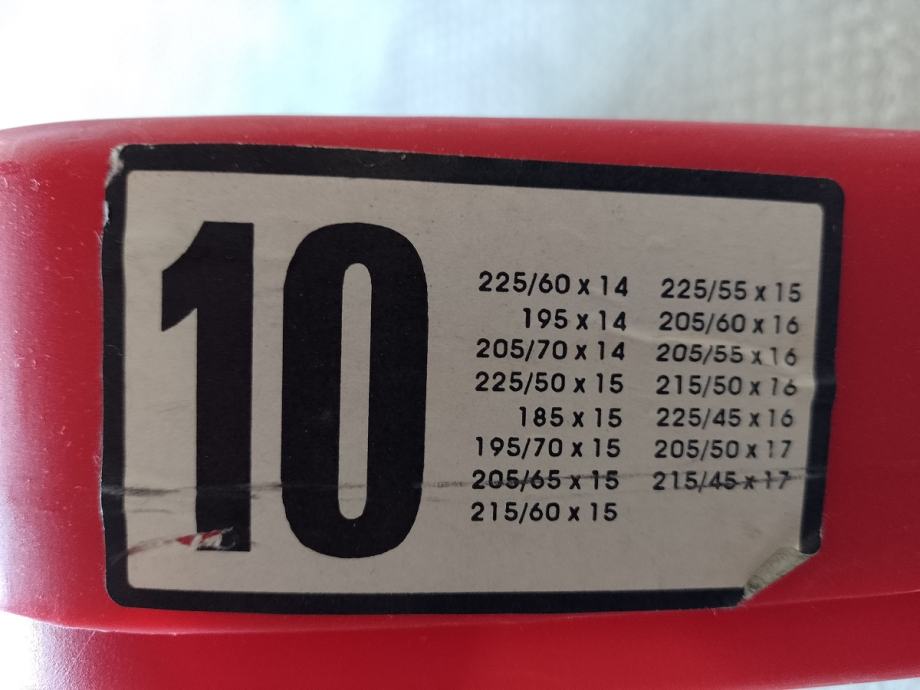 10
225/60 x 14
195 x 14
205/70 x 14
225/50 x 15
185 x 15
195/70 x 15
205/65 x 15
215/60 x 15
225/55 x 15
205/60 x 16
205/55 x 16
215/50 x 16
225/45 x 16
205/50 x 17
215/45 x 17